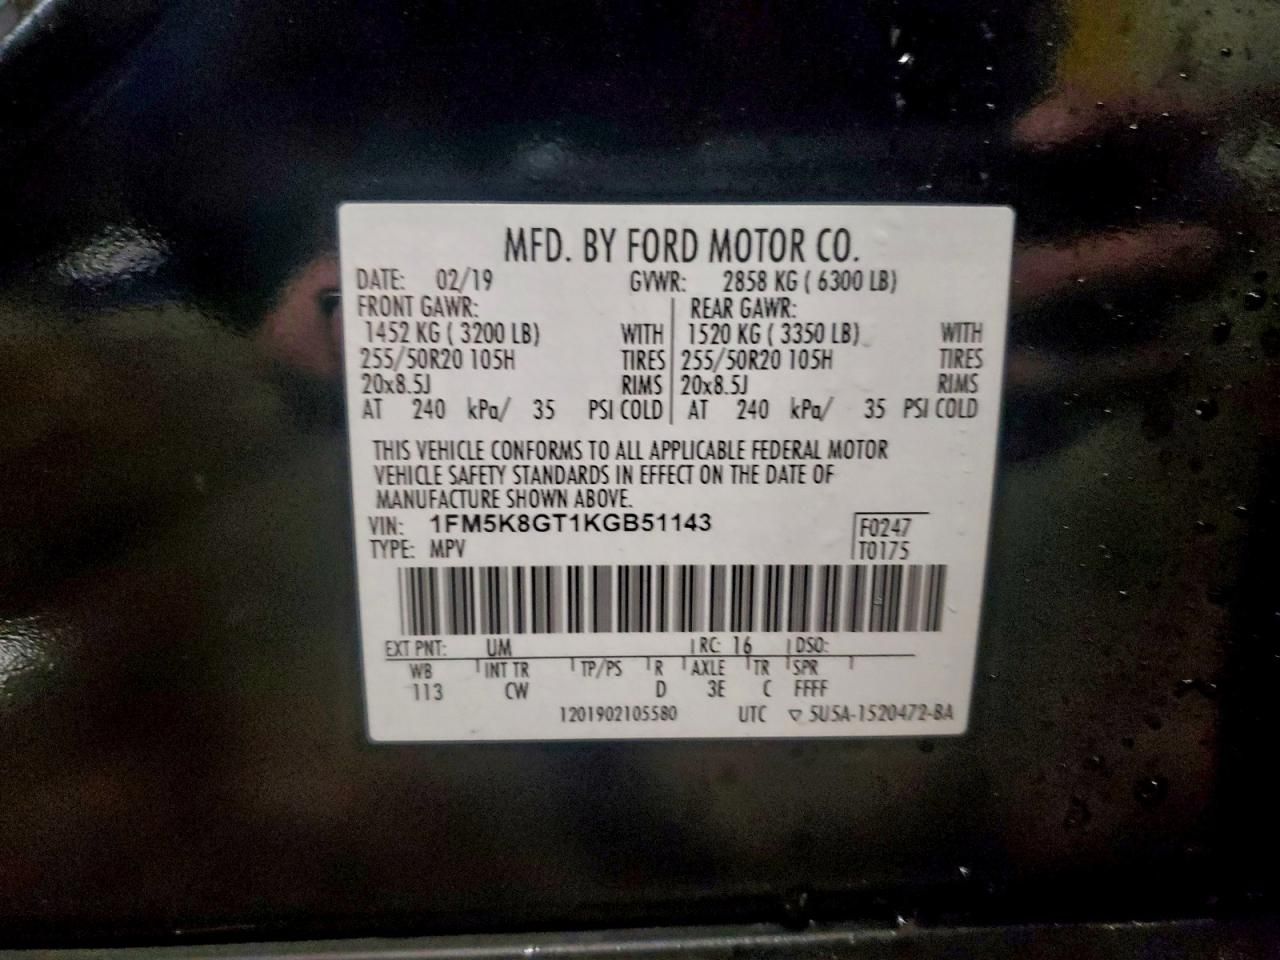 MFD. BY FORD MOTOR CO.
DATE: 02/19 GVWR: 2858 KG ( 6300 LB)
FRONT GAWR: REAR GAWR:
1452 KG ( 3200 LB) WITH 1520 KG ( 3350 LB) WITH
255/50R20 105H TIRES 255/50R20 105H TIRES
20x8.5J RIMS 20x8.5J RIMS
AT 240 kPa/ 35 PSI COLD AT 240 kPa/ 35 PSI COLD
THIS VEHICLE CONFORMS TO ALL APPLICABLE FEDERAL MOTOR
VEHICLE SAFETY STANDARDS IN EFFECT ON THE DATE OF
MANUFACTURE SHOWN ABOVE.
VIN: 1FM5K8GT1KGB51143 F0247
TYPE: MPV T0175
EXT PNT: UM RC: 16 DSO:
WB INT TR TP/PS R AXLE TR SPR
113 CW D 3E C FFFF
1201902105580 UTC ▽ 5U5A-1520472-BA